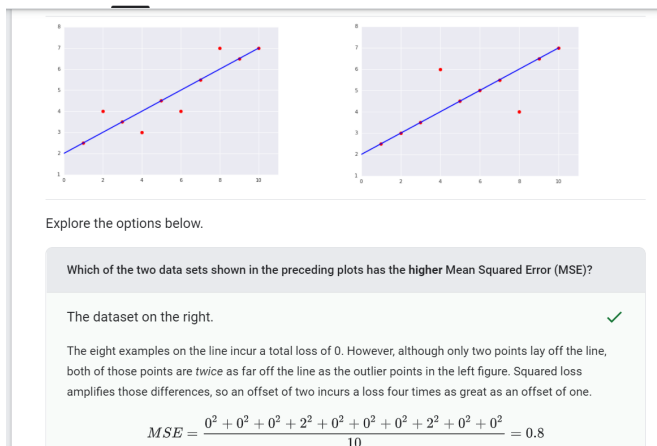 8
7
6
5
4
3
2
1
0 2 4 6 8 10
8
7
6
5
4
3
2
1
0 2 4 6 8 10
Explore the options below.
Which of the two data sets shown in the preceding plots has the higher Mean Squared Error (MSE)?
The dataset on the right.
The eight examples on the line incur a total loss of 0. However, although only two points lay off the line,
both of those points are twice as far off the line as the outlier points in the left figure. Squared loss
amplifies those differences, so an offset of two incurs a loss four times as great as an offset of one.
MSE = 0² + 0² + 0² + 2² + 0² + 0² + 0² + 2² + 0² + 0² = 0.8
10